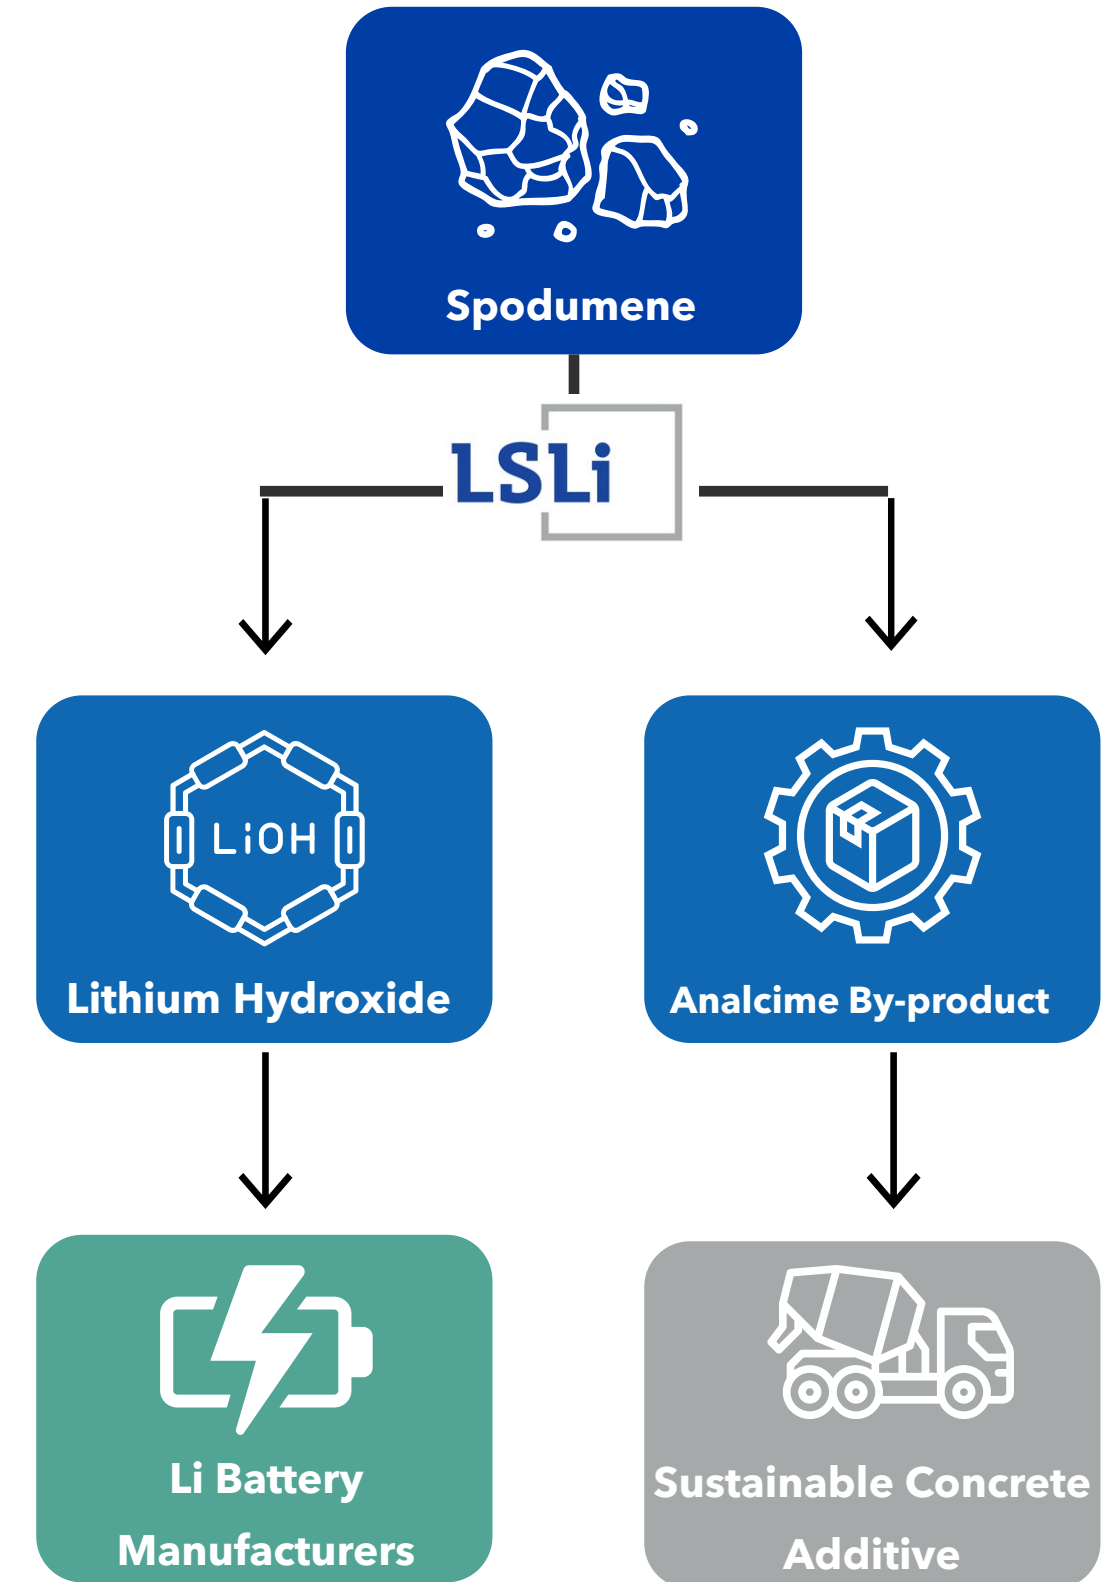 Spodumene
LSLi
LiOH
Lithium Hydroxide
Analcime By-product
Li Battery
Manufacturers
Sustainable Concrete
Additive